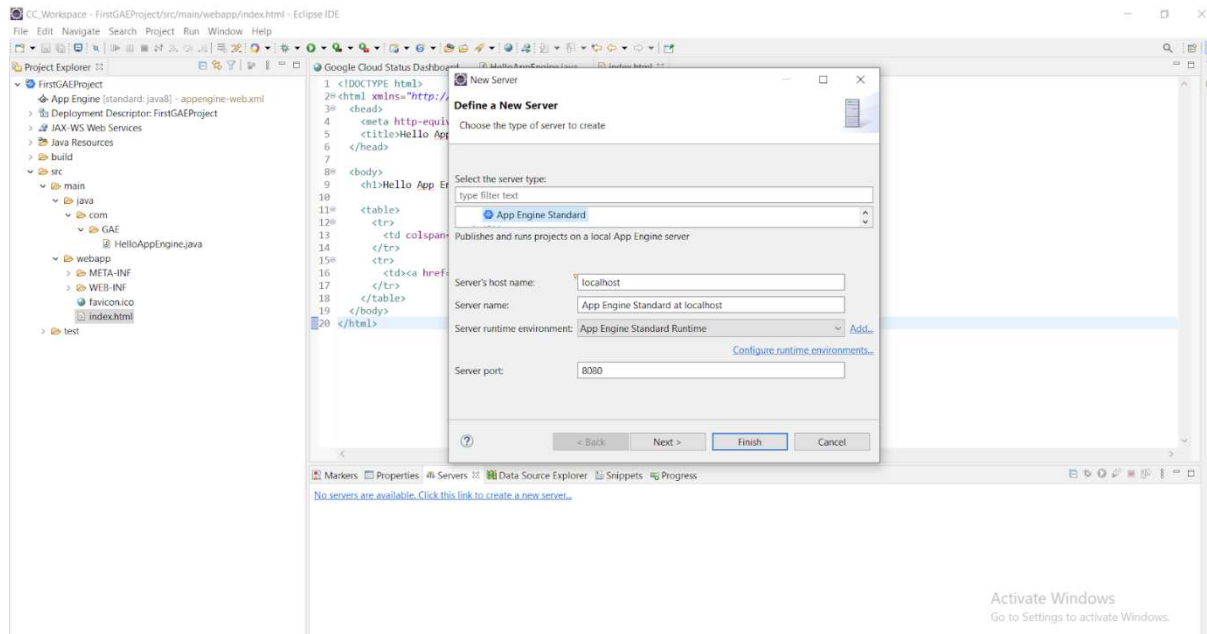 CC_Workspace - FirstGAEProject/src/main/webapp/index.html - Eclipse IDE
File Edit Navigate Search Project Run Window Help
Project Explorer
FirstGAEProject
App Engine [standard: java8] - appengine-web.xml
Deployment Descriptor: FirstGAEProject
JAX-WS Web Services
Java Resources
build
src
main
java
com
GAE
HelloAppEngine.java
webapp
META-INF
WEB-INF
favicon.ico
index.html
test
Google Cloud Status Dashboard HelloAppEngine.java index.html
1 <!DOCTYPE html>
2 <html xmlns="http:/
3 <head>
4 <meta http-equiv
5 <title>Hello App
6 </head>
7
8 <body>
9 <h1>Hello App En
10
11 <table>
12 <tr>
13 <td colspan
14 </tr>
15 <tr>
16 <td><a href
17 </tr>
18 </table>
19 </body>
20 </html>
New Server
Define a New Server
Choose the type of server to create
Select the server type:
type filter text
App Engine Standard
Publishes and runs projects on a local App Engine server
Server's host name: localhost
Server name: App Engine Standard at localhost
Server runtime environment: App Engine Standard Runtime Add...
Configure runtime environments...
Server port: 8080
< Back Next > Finish Cancel
Markers Properties Servers Data Source Explorer Snippets Progress
No servers are available. Click this link to create a new server...
Activate Windows
Go to Settings to activate Windows.